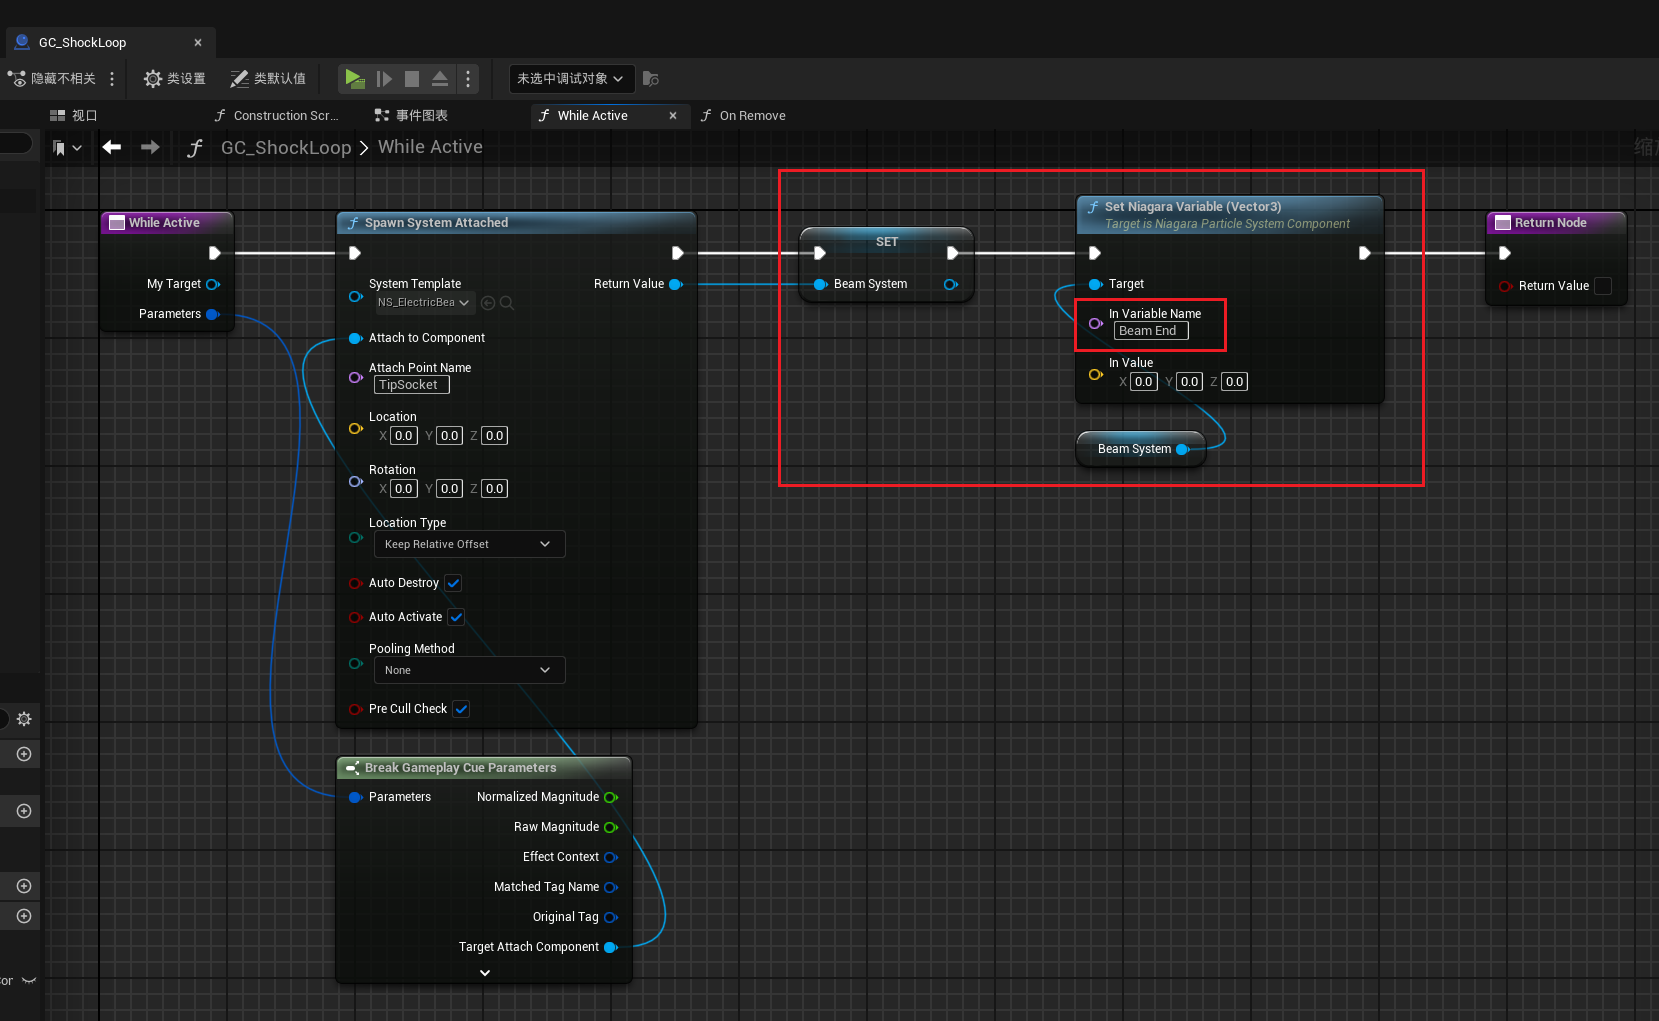 GC_ShockLoop
隐藏不相关
类设置
类默认值
未选中调试对象
视口
Construction Scr...
事件图表
While Active
On Remove
GC_ShockLoop
While Active
While Active
My Target
Parameters
Spawn System Attached
System Template
NS_ElectricBea
Return Value
Attach to Component
Attach Point Name
TipSocket
Location
X 0.0 Y 0.0 Z 0.0
Rotation
X 0.0 Y 0.0 Z 0.0
Location Type
Keep Relative Offset
Auto Destroy
Auto Activate
Pooling Method
None
Pre Cull Check
SET
Beam System
Set Niagara Variable (Vector3)
Target is Niagara Particle System Component
Target
In Variable Name
Beam End
In Value
X 0.0 Y 0.0 Z 0.0
Beam System
Return Node
Return Value
Break Gameplay Cue Parameters
Parameters
Normalized Magnitude
Raw Magnitude
Effect Context
Matched Tag Name
Original Tag
Target Attach Component